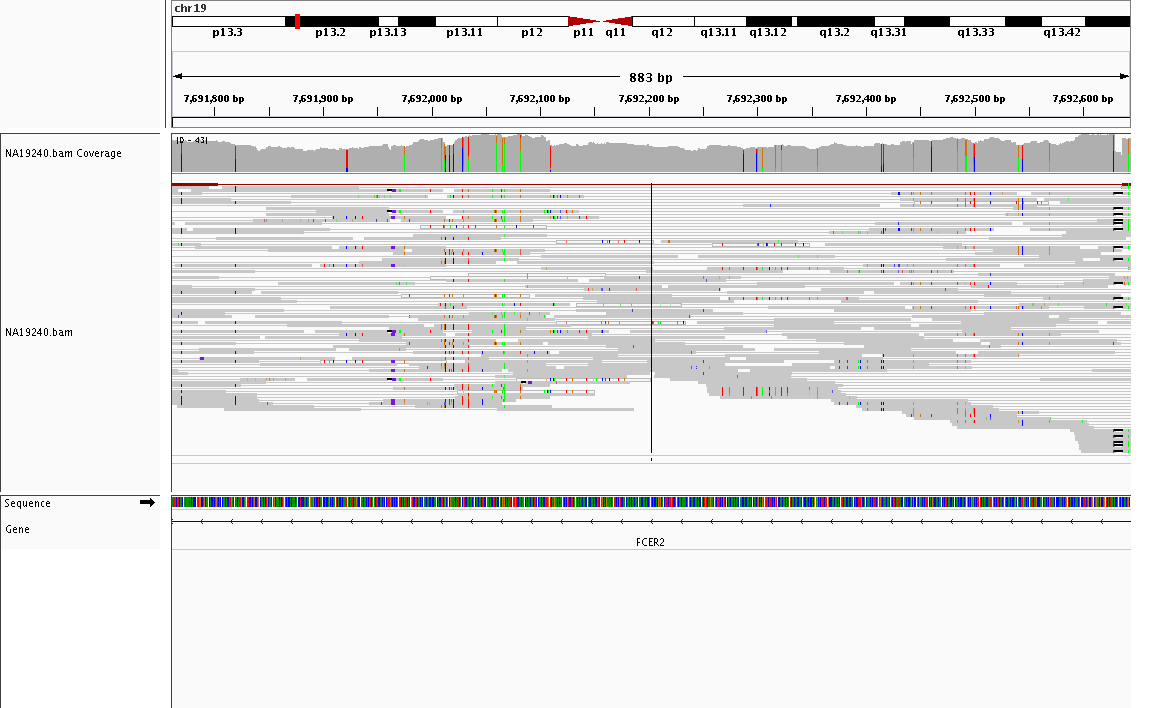 chr19
p13.3 p13.2 p13.13 p13.11 p12 p11 q11 q12 q13.11 q13.12 q13.2 q13.31 q13.33 q13.42
883 bp
7,691,800 bp 7,691,900 bp 7,692,000 bp 7,692,100 bp 7,692,200 bp 7,692,300 bp 7,692,400 bp 7,692,500 bp 7,692,600 bp
[0 - 43]
NA19240.bam Coverage
NA19240.bam
Sequence
Gene
FCER2